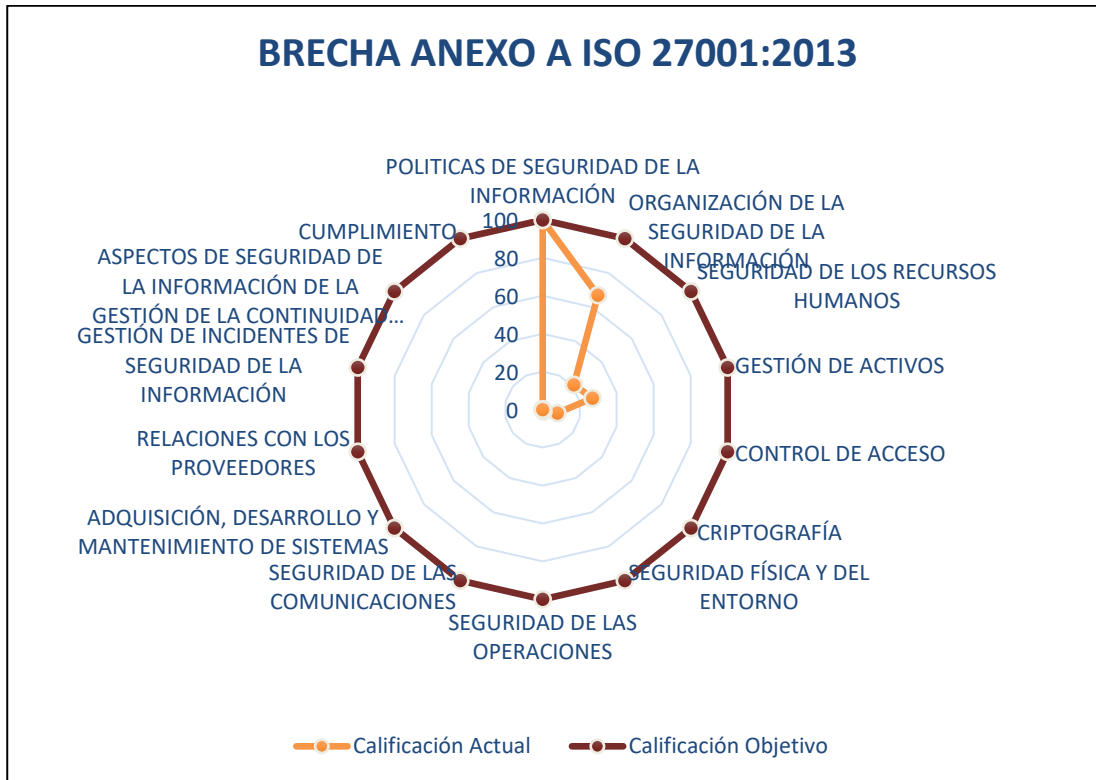 BRECHA ANEXO A ISO 27001:2013
POLITICAS DE SEGURIDAD DE LA
INFORMACIÓN
ORGANIZACIÓN DE LA
SEGURIDAD DE LA
INFORMACIÓN
SEGURIDAD DE LOS RECURSOS
HUMANOS
GESTIÓN DE ACTIVOS
CONTROL DE ACCESO
CRIPTOGRAFÍA
SEGURIDAD FÍSICA Y DEL
ENTORNO
SEGURIDAD DE LAS
OPERACIONES
SEGURIDAD DE LAS
COMUNICACIONES
ADQUISICIÓN, DESARROLLO Y
MANTENIMIENTO DE SISTEMAS
RELACIONES CON LOS
PROVEEDORES
GESTIÓN DE INCIDENTES DE
SEGURIDAD DE LA
INFORMACIÓN
ASPECTOS DE SEGURIDAD DE
LA INFORMACIÓN DE LA
GESTIÓN DE LA CONTINUIDAD...
CUMPLIMIENTO
100
80
60
40
20
0
Calificación Actual
Calificación Objetivo